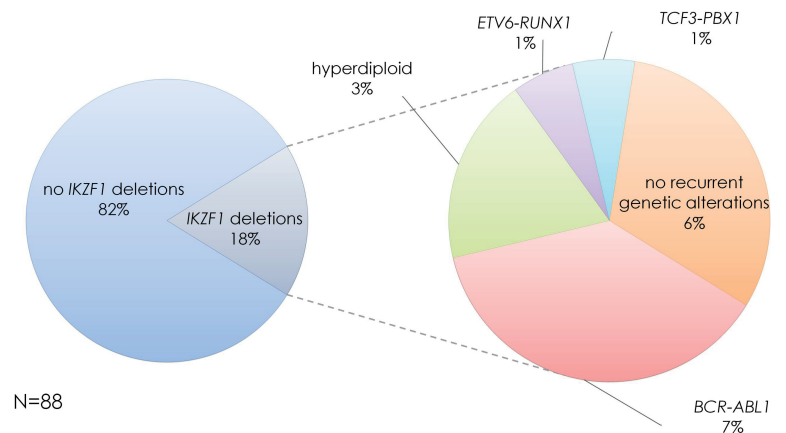 no IKZF1 deletions
82%
IKZF1 deletions
18%
N=88
hyperdiploid
3%
ETV6-RUNX1
1%
TCF3-PBX1
1%
no recurrent
genetic alterations
6%
BCR-ABL1
7%